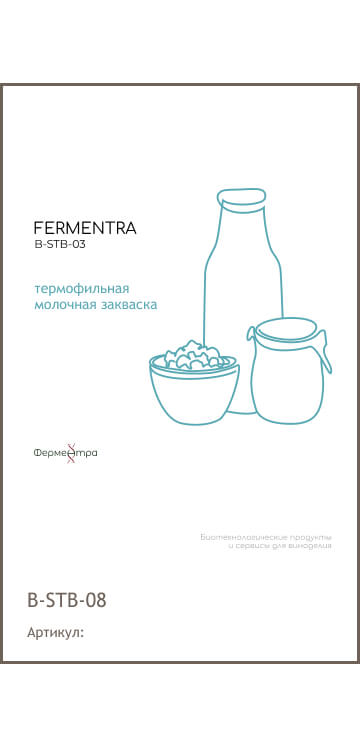 FERMENTRA
B-STB-03
термофильная
молочная закваска
Ферментра
Биотехнологические продукты
и сервисы для виноделия
B-STB-08
Артикул: